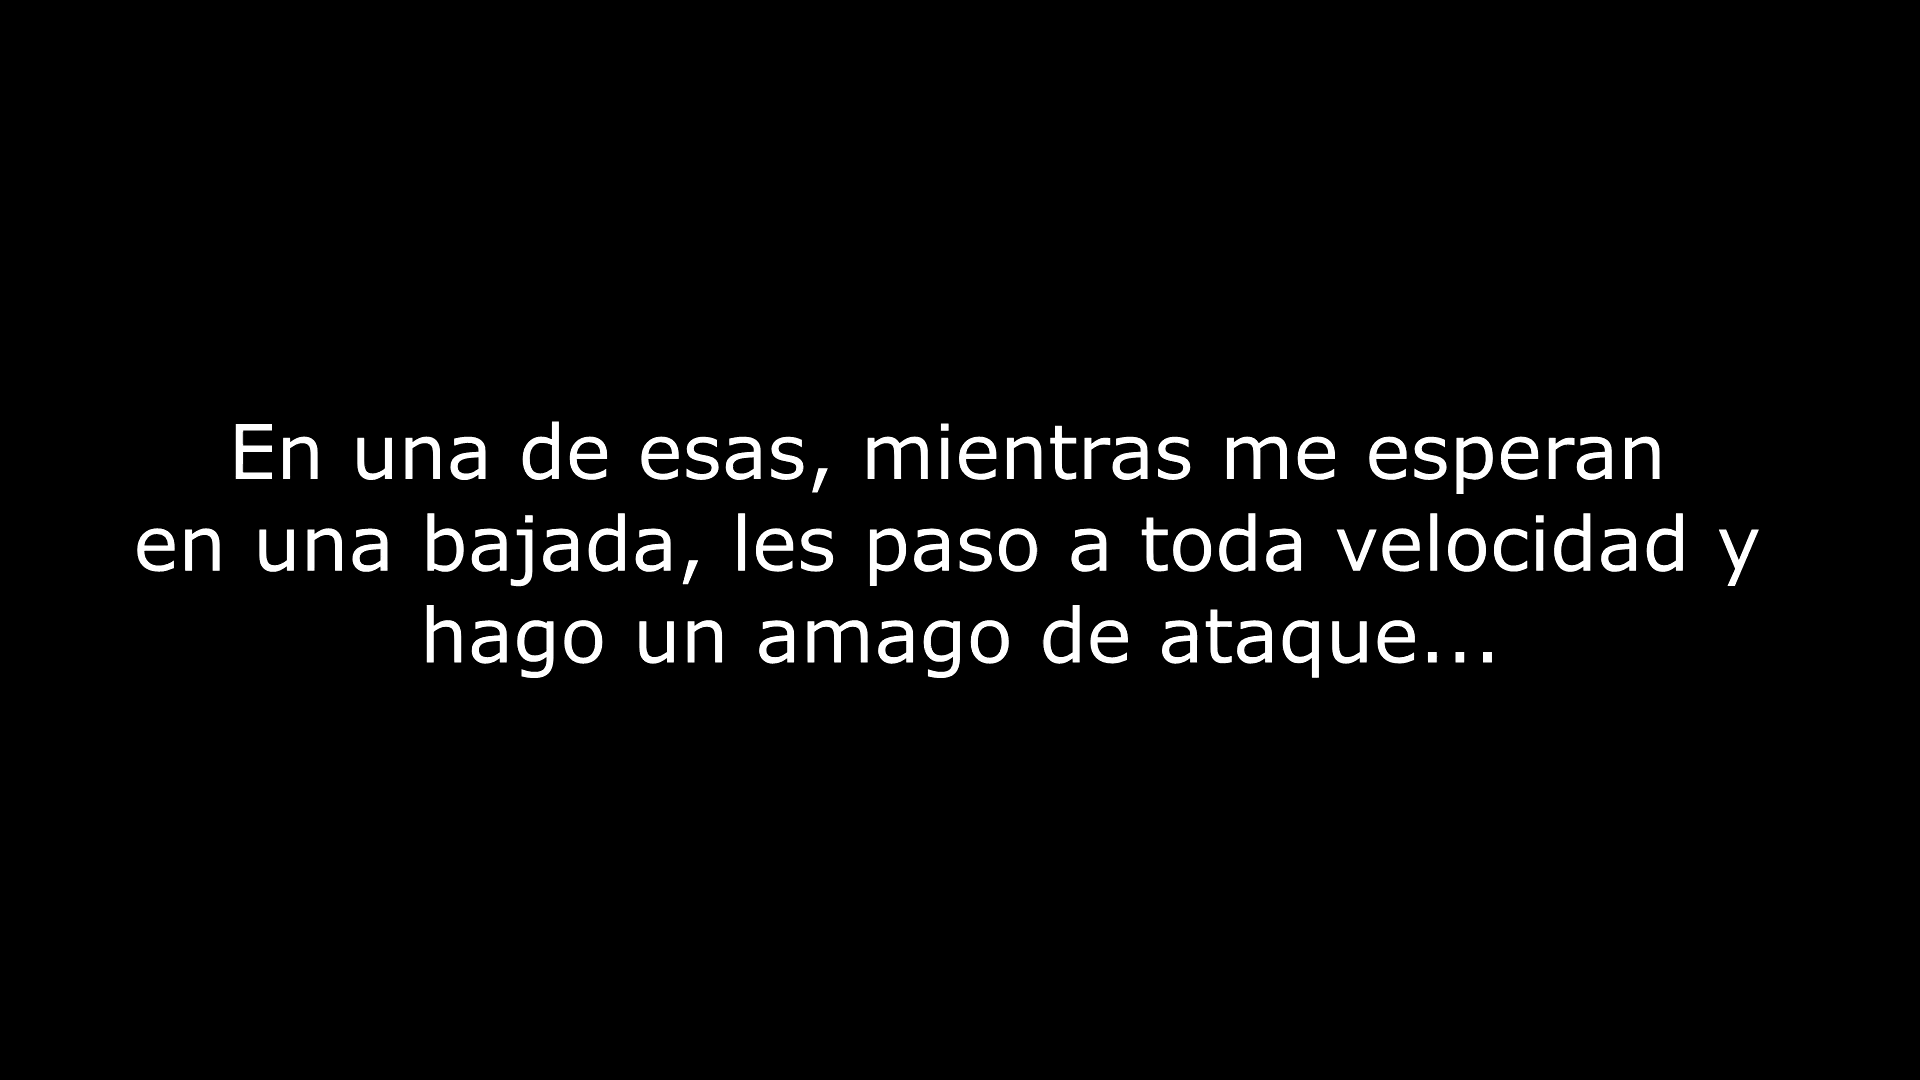 En una de esas, mientras me esperan
en una bajada, les paso a toda velocidad y
hago un amago de ataque...